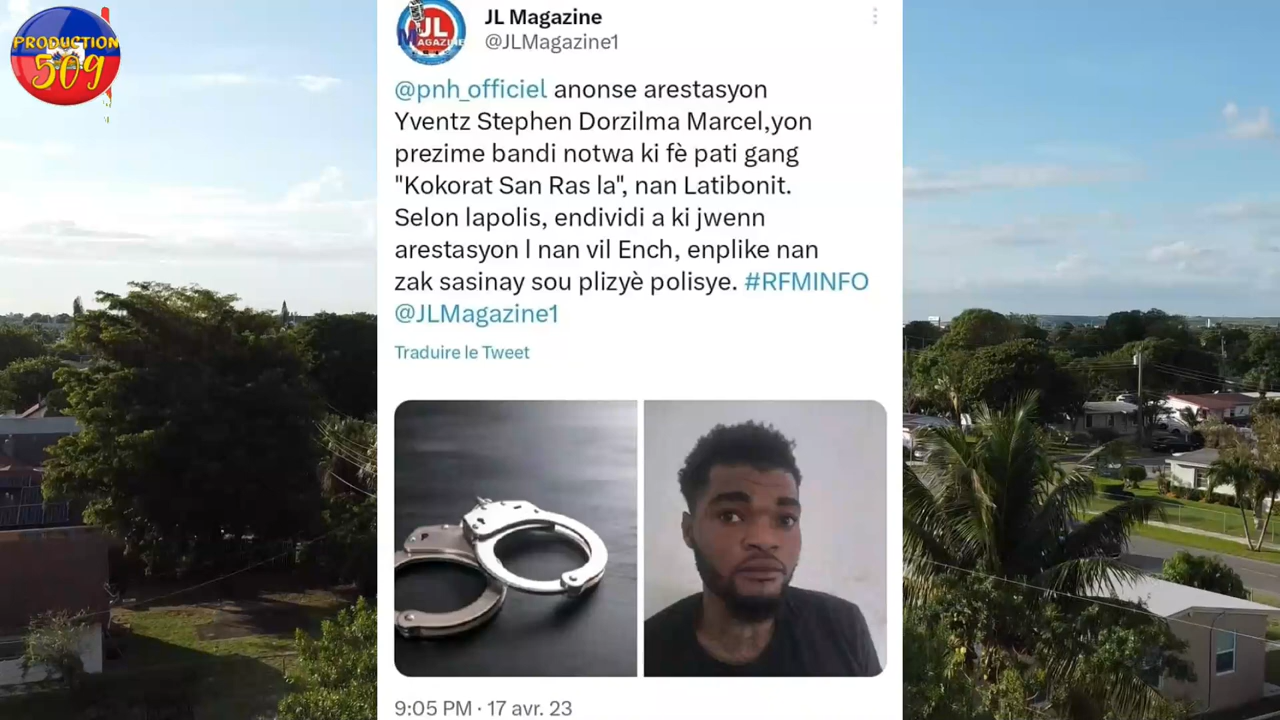 PRODUCTION
509
JL
MAGAZINE
JL Magazine
@JLMagazine1
@pnh_officiel anonse arestasyon
Yventz Stephen Dorzilma Marcel,yon
prezime bandi notwa ki fè pati gang
"Kokorat San Ras la", nan Latibonit.
Selon lapolis, endividi a ki jwenn
arestasyon l nan vil Ench, enplike nan
zak sasinay sou plizyè polisye. #RFMINFO
@JLMagazine1
Traduire le Tweet
9:05 PM · 17 avr. 23